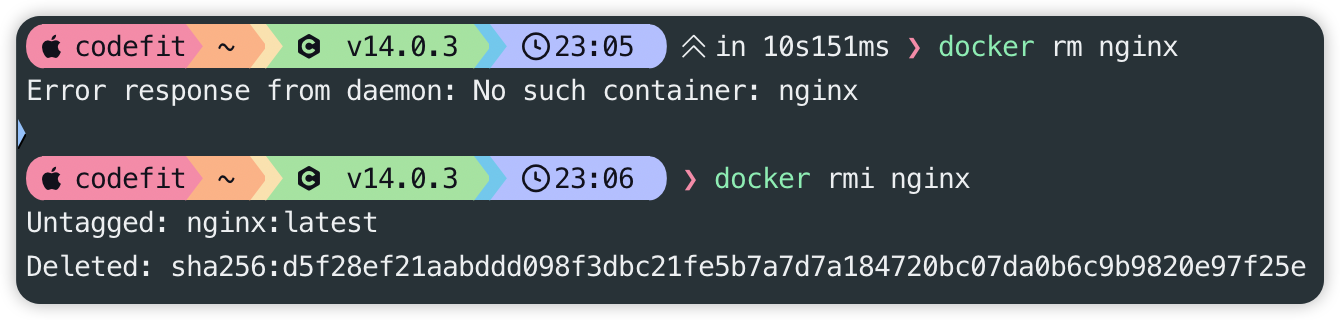 codefit ~ C v14.0.3 23:05 in 10s151ms ❯ docker rm nginx
Error response from daemon: No such container: nginx
codefit ~ C v14.0.3 23:06 ❯ docker rmi nginx
Untagged: nginx:latest
Deleted: sha256:d5f28ef21aabddd098f3dbc21fe5b7a7d7a184720bc07da0b6c9b9820e97f25e